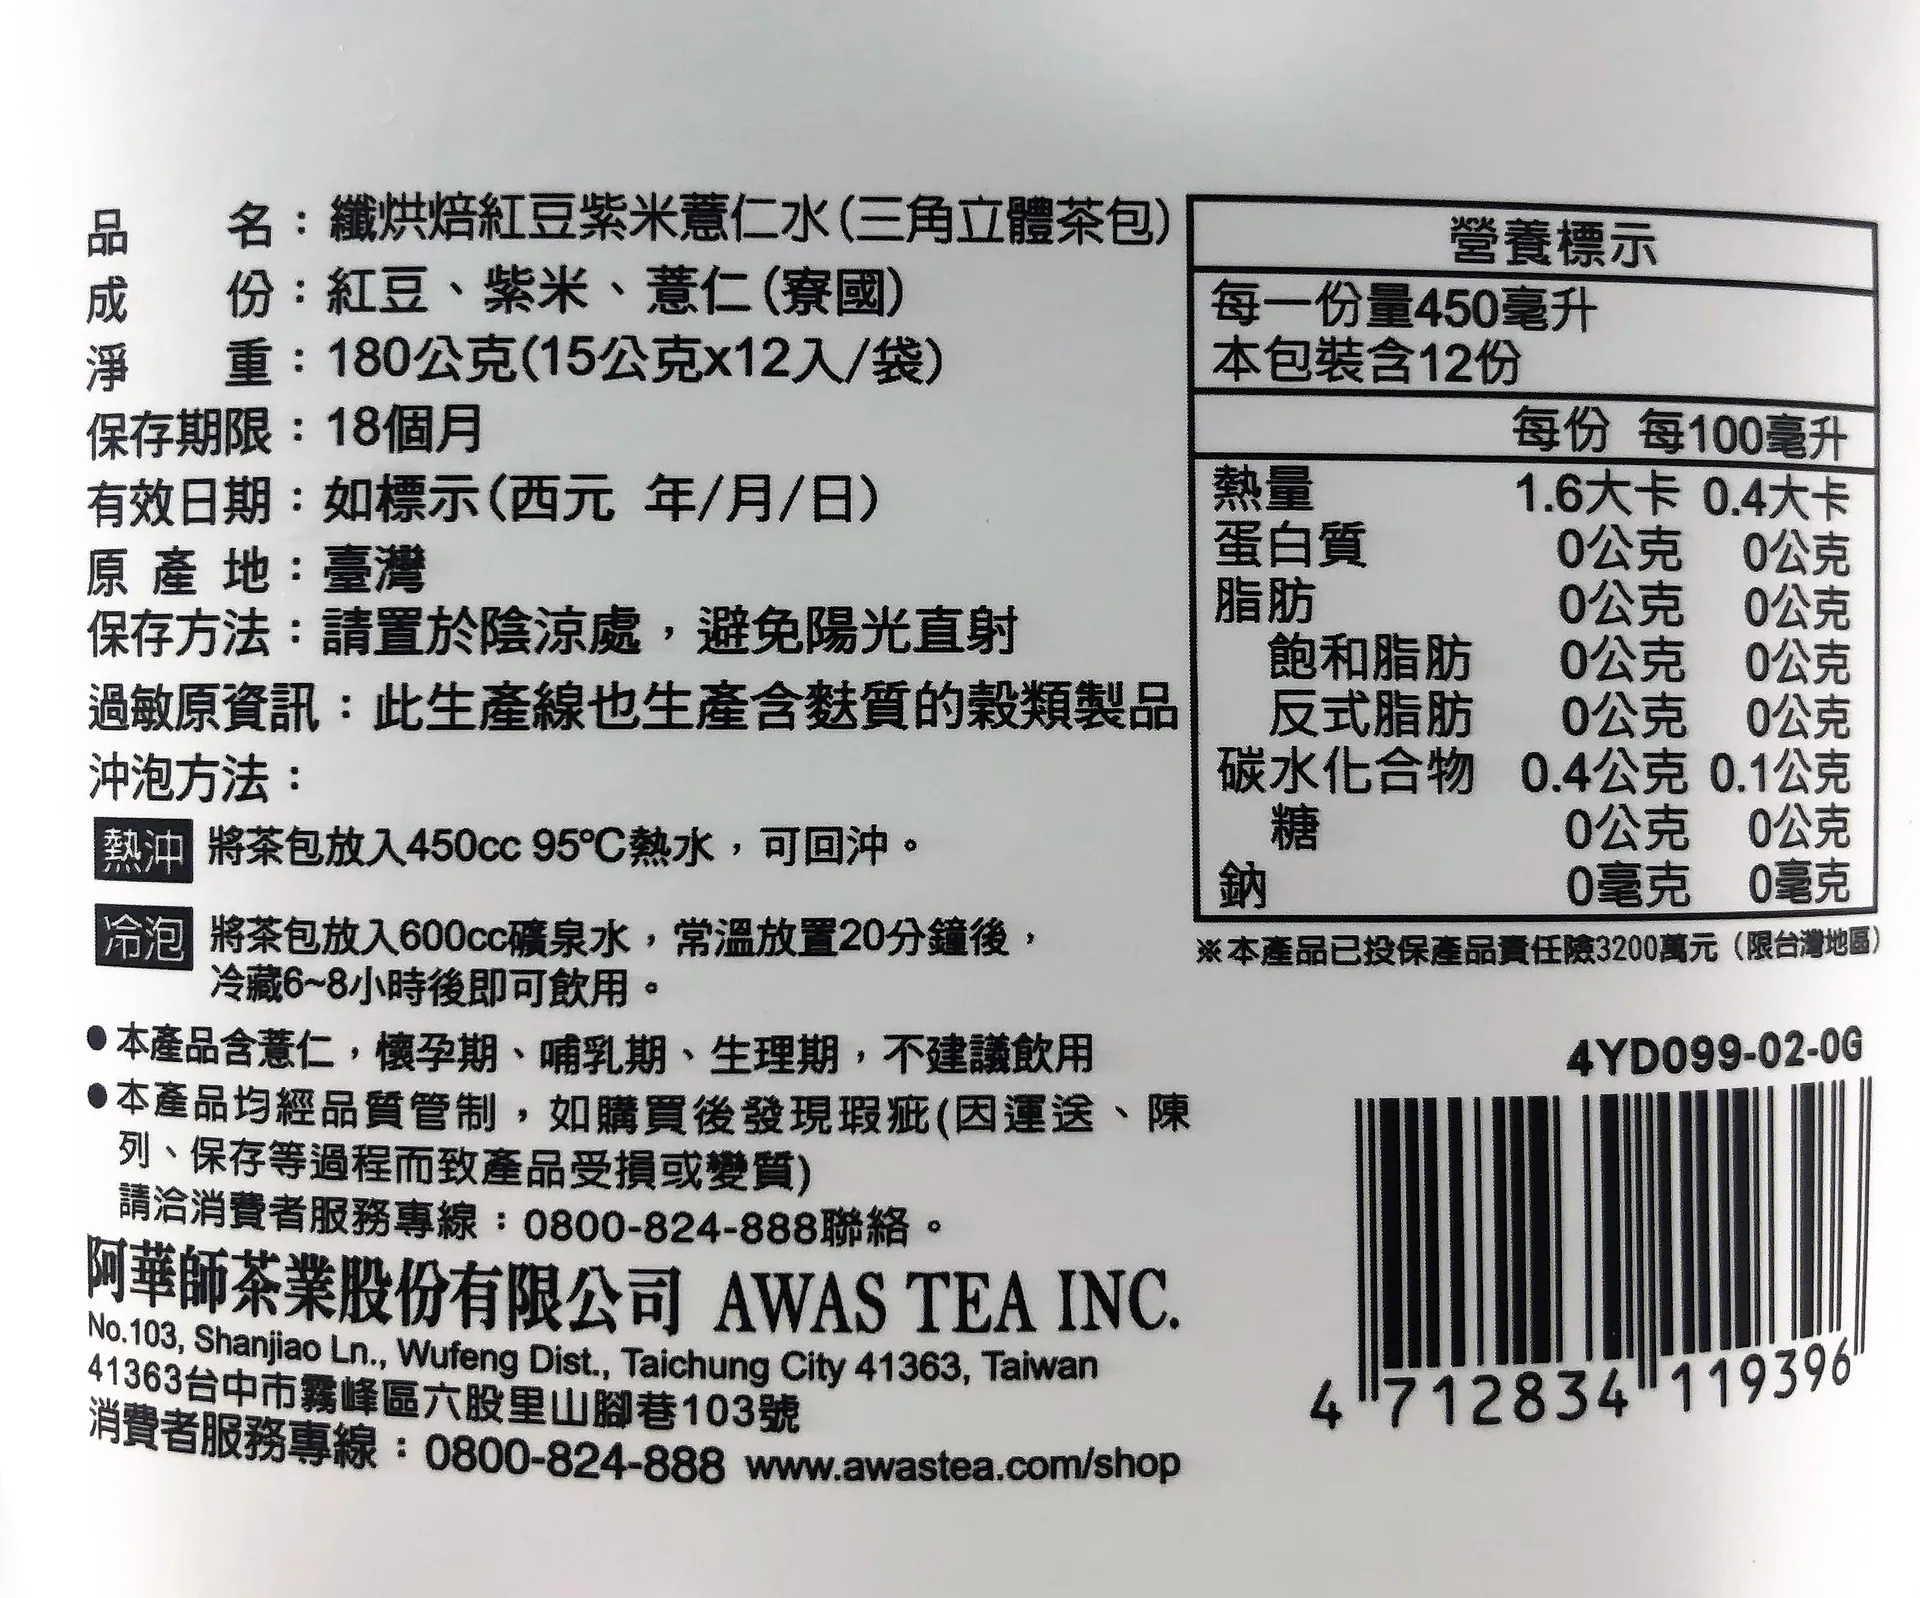 品名：纖烘焙紅豆紫米薏仁水(三角立體茶包)
成份：紅豆、紫米、薏仁(寮國)
淨重：180公克(15公克x12入/袋)
保存期限：18個月
有效日期：如標示(西元 年/月/日)
原產地：臺灣
保存方法：請置於陰涼處，避免陽光直射
過敏原資訊：此生產線也生產含麩質的穀類製品
沖泡方法：
熱沖 將茶包放入450cc 95℃熱水，可回沖。
冷泡 將茶包放入600cc礦泉水，常溫放置20分鐘後，
冷藏6~8小時後即可飲用。
●本產品含薏仁，懷孕期、哺乳期、生理期，不建議飲用
●本產品均經品質管制，如購買後發現瑕疵(因運送、陳
列、保存等過程而致產品受損或變質)
請洽消費者服務專線：0800-824-888聯絡。
阿華師茶業股份有限公司 AWAS TEA INC.
No.103, Shanjiao Ln., Wufeng Dist., Taichung City 41363, Taiwan
41363台中市霧峰區六股里山腳巷103號
消費者服務專線：0800-824-888 www.awastea.com/shop
營養標示
每一份量450毫升
本包裝含12份
每份 每100毫升
熱量 1.6大卡 0.4大卡
蛋白質 0公克 0公克
脂肪 0公克 0公克
飽和脂肪 0公克 0公克
反式脂肪 0公克 0公克
碳水化合物 0.4公克 0.1公克
糖 0公克 0公克
鈉 0毫克 0毫克
※本產品已投保產品責任險3200萬元（限台灣地區）
4YD099-02-0G
4 712834 119396